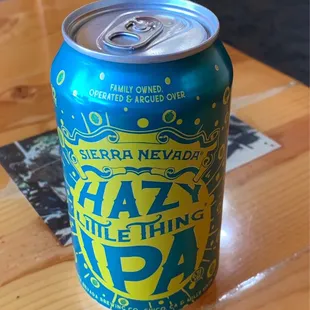 FAMILY OWNED,
OPERATED & ARGUED OVER
SIERRA NEVADA
HAZY
LITTLE THING
IPA